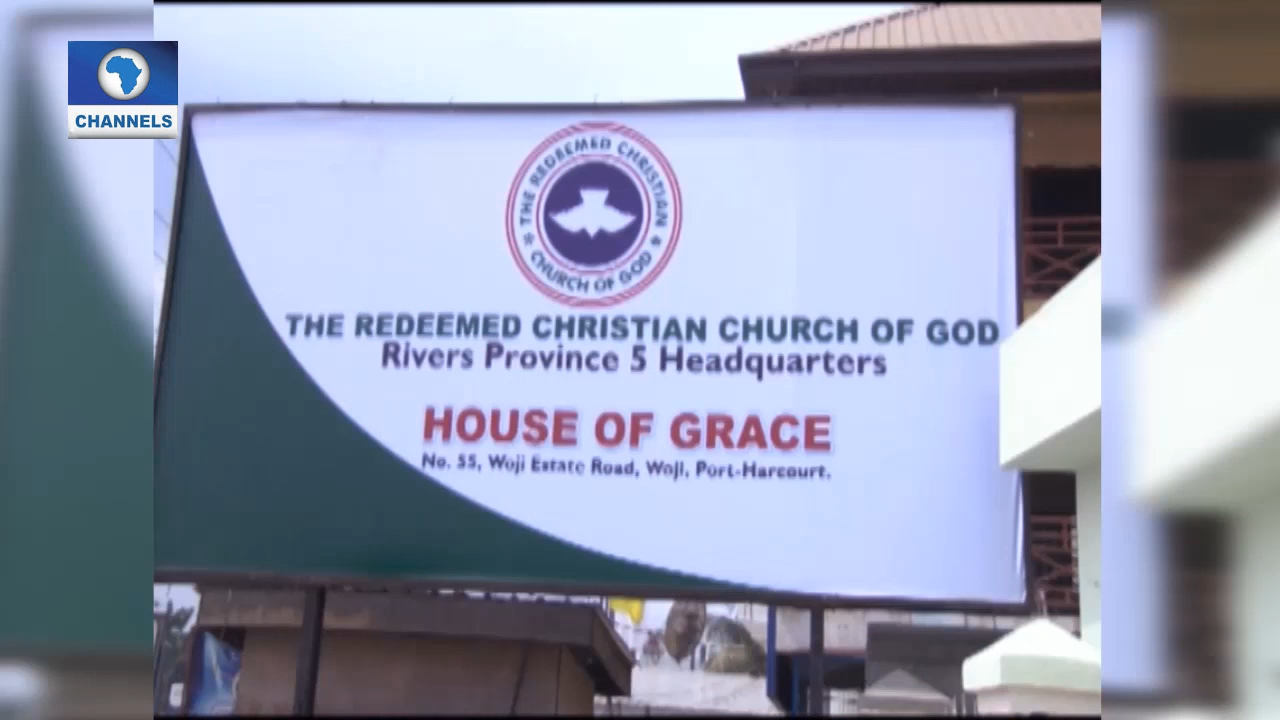 CHANNELS
THE REDEEMED CHRISTIAN
CHURCH OF GOD
THE REDEEMED CHRISTIAN CHURCH OF GOD
Rivers Province 5 Headquarters
HOUSE OF GRACE
No. 55, Woji Estate Road, Woji, Port-Harcourt.